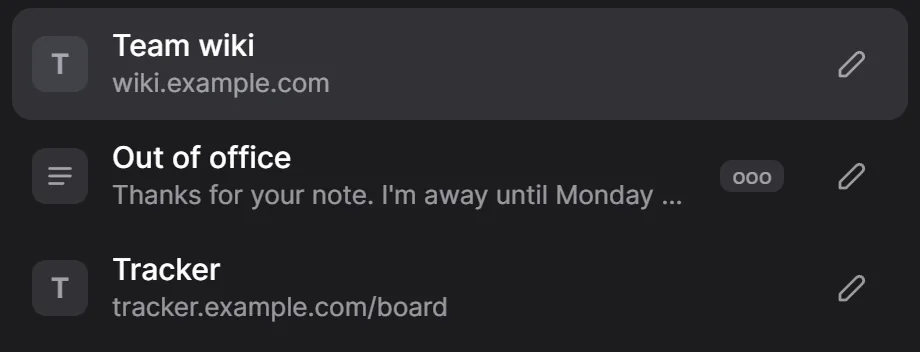 T
Team wiki
wiki.example.com
Out of office
Thanks for your note. I'm away until Monday ...
ooo
T
Tracker
tracker.example.com/board